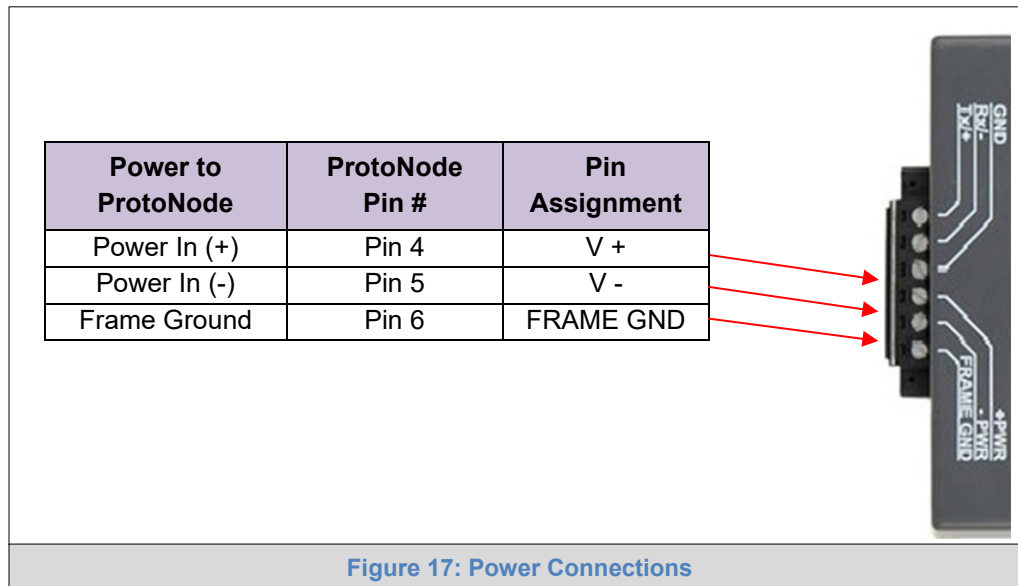 Power to ProtoNode
ProtoNode Pin #
Pin Assignment
Power In (+)
Pin 4
V +
Power In (-)
Pin 5
V -
Frame Ground
Pin 6
FRAME GND
GND
Rx/-
Tx/+
+PWR
- PWR
FRAME GND
Figure 17: Power Connections